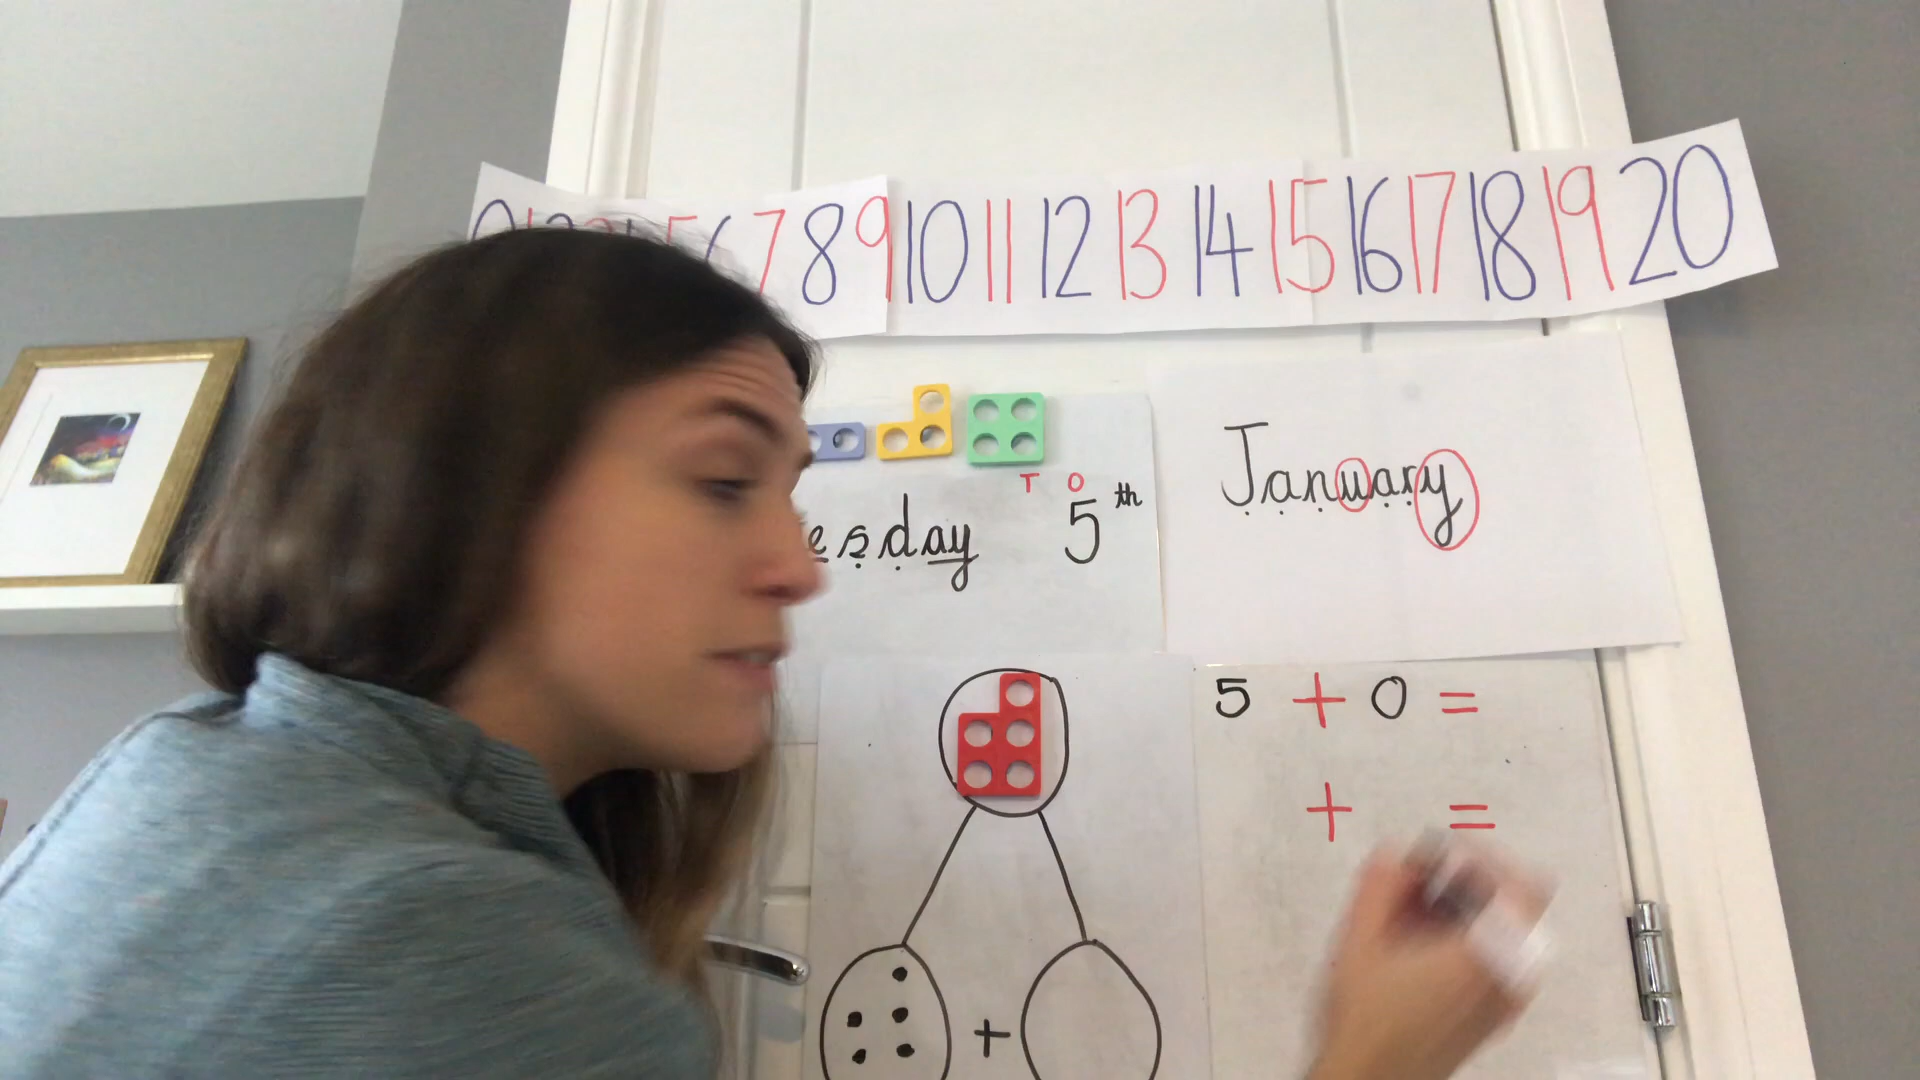 7 8 9 10 11 12 13 14 15 16 17 18 19 20
T O
esday 5th
January
5 + 0 =
+ =
+